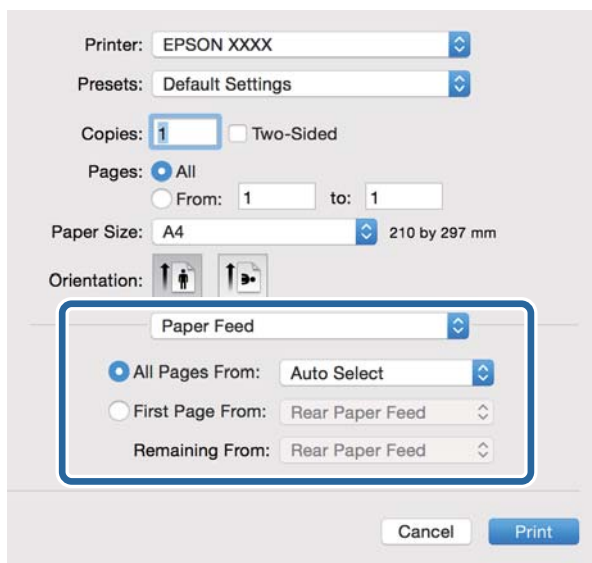 Printer: EPSON XXXX
Presets: Default Settings
Copies: 1 Two-Sided
Pages: All
From: 1 to: 1
Paper Size: A4 210 by 297 mm
Orientation:
Paper Feed
All Pages From: Auto Select
First Page From: Rear Paper Feed
Remaining From: Rear Paper Feed
Cancel Print